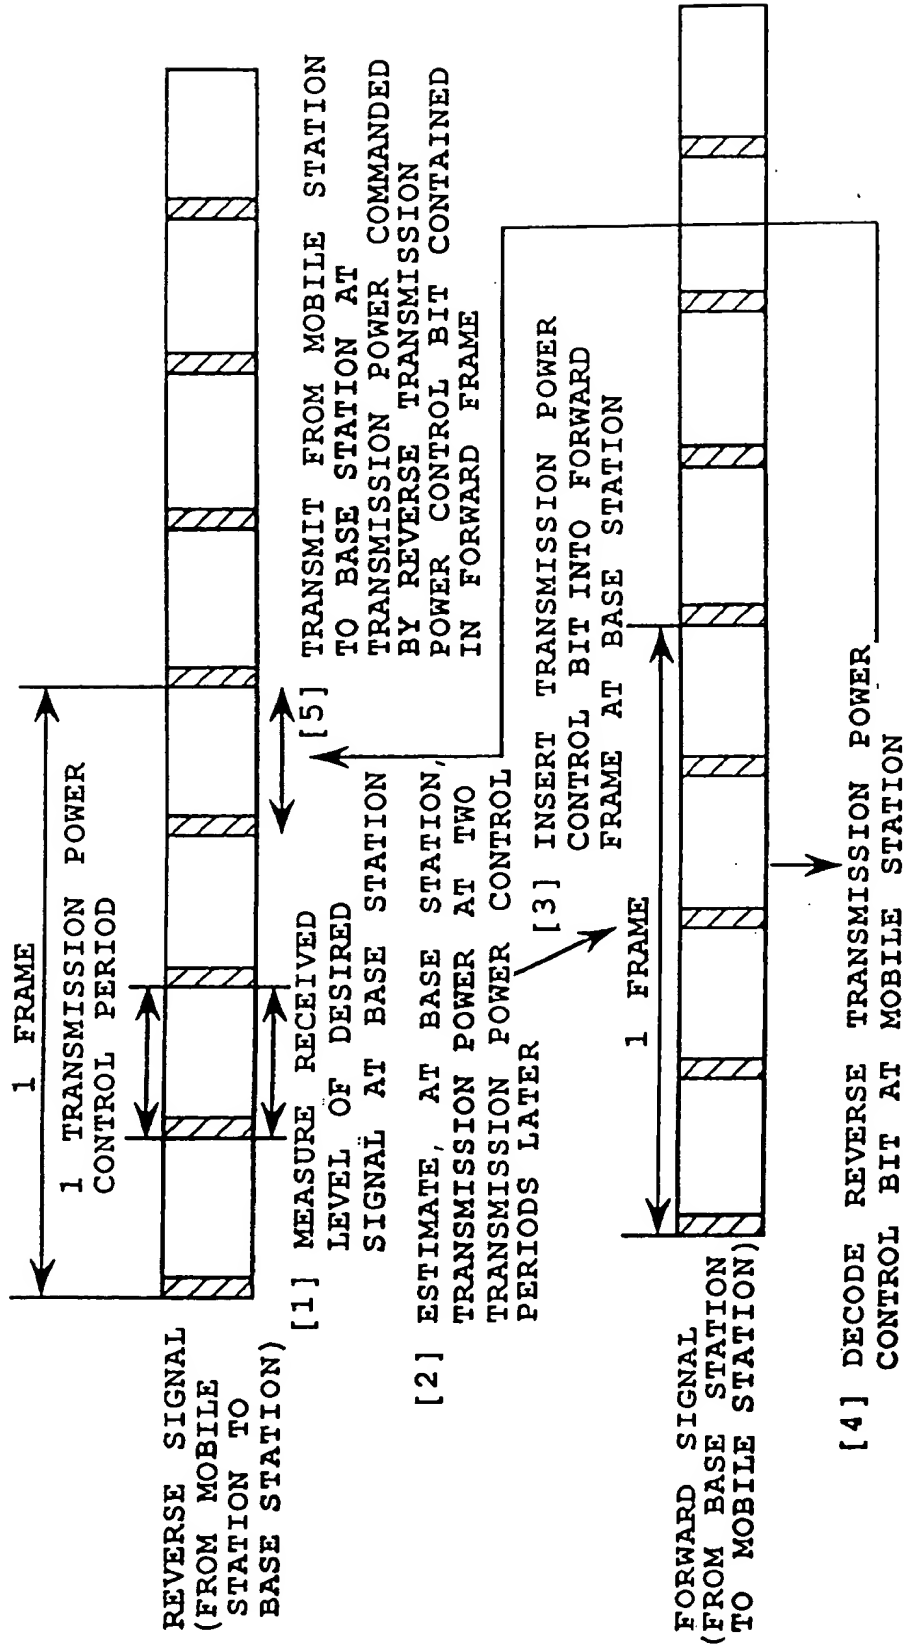 REVERSE SIGNAL
(FROM MOBILE
STATION TO
BASE STATION)
1 FRAME
1 TRANSMISSION POWER
CONTROL PERIOD
[1] MEASURE RECEIVED
LEVEL OF DESIRED
SIGNAL AT BASE STATION
[2] ESTIMATE, AT BASE STATION,
TRANSMISSION POWER AT TWO
TRANSMISSION POWER CONTROL
PERIODS LATER
[5] TRANSMIT FROM MOBILE STATION
TO BASE STATION AT
TRANSMISSION POWER COMMANDED
BY REVERSE TRANSMISSION
POWER CONTROL BIT CONTAINED
IN FORWARD FRAME
[3] INSERT TRANSMISSION POWER
CONTROL BIT INTO FORWARD
FRAME AT BASE STATION
1 FRAME
FORWARD SIGNAL
(FROM BASE STATION
TO MOBILE STATION)
[4] DECODE REVERSE TRANSMISSION POWER
CONTROL BIT AT MOBILE STATION